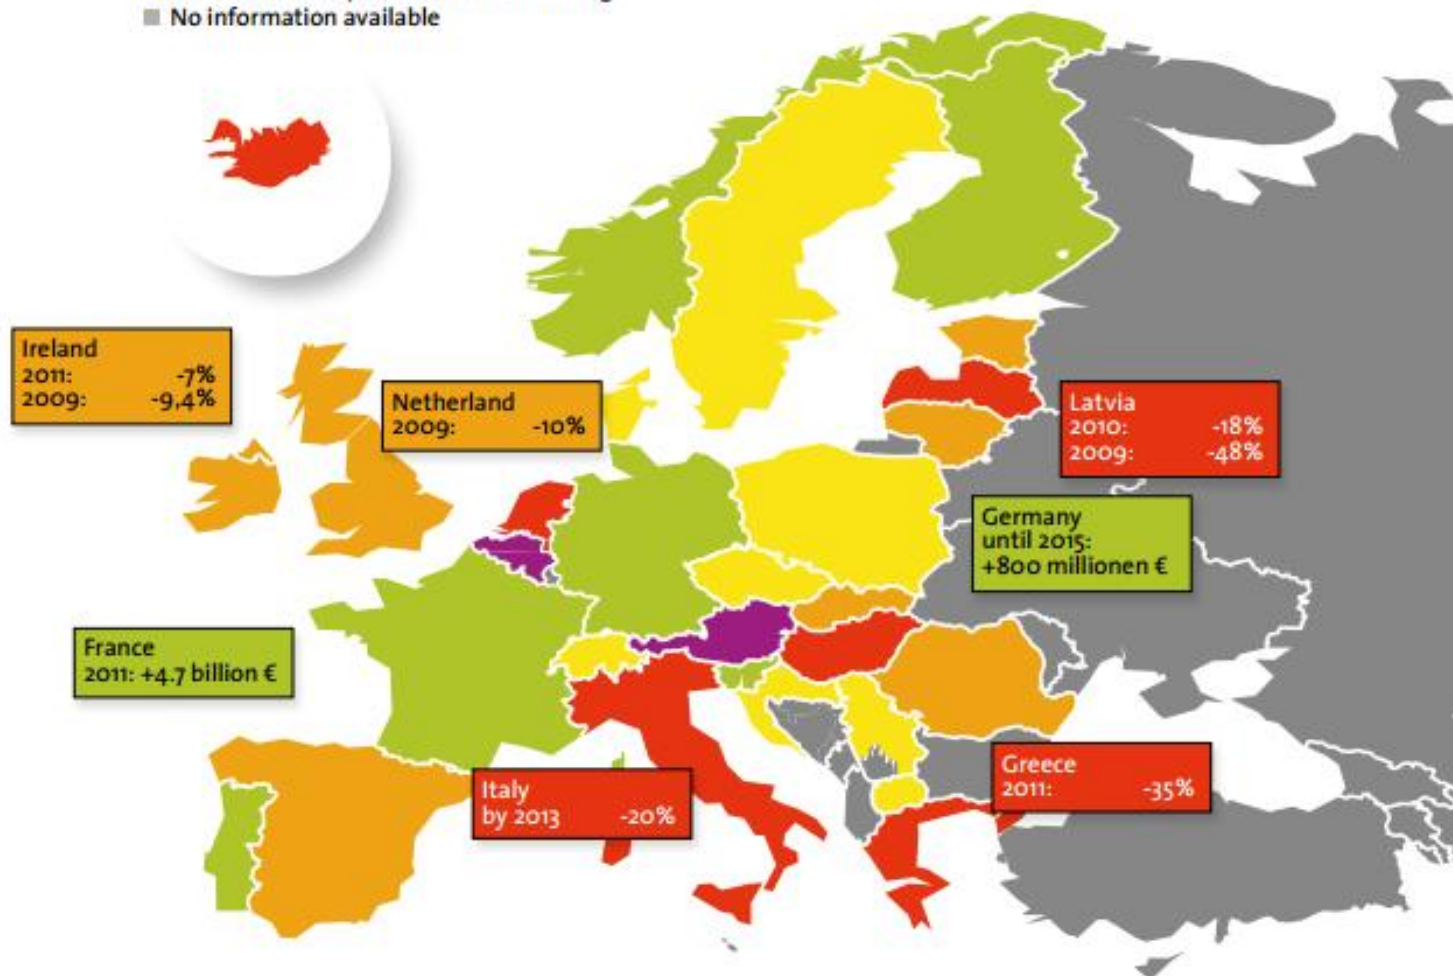 No information available
Ireland
2011: -7%
2009: -9,4%
Netherland
2009: -10%
Latvia
2010: -18%
2009: -48%
Germany
until 2015:
+800 millionen €
France
2011: +4.7 billion €
Greece
2011: -35%
Italy
by 2013 -20%